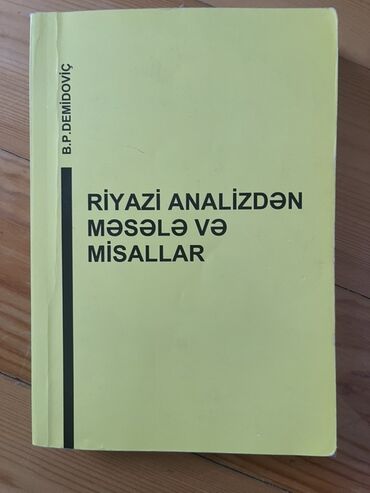 B.P.DEMİDOVİÇ
RİYAZİ ANALİZDƏN
MƏSƏLƏ VƏ
MİSALLAR